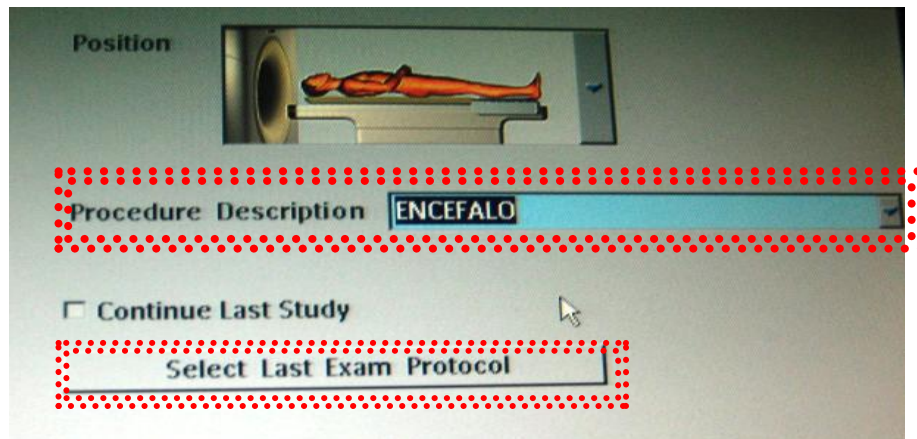 Position
Procedure Description ENCEFALO
Continue Last Study
Select Last Exam Protocol